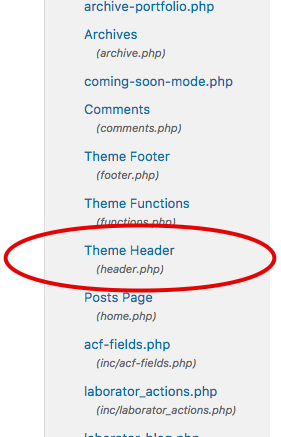 archive-portfolio.php
Archives
(archive.php)
coming-soon-mode.php
Comments
(comments.php)
Theme Footer
(footer.php)
Theme Functions
(functions.php)
Theme Header
(header.php)
Posts Page
(home.php)
acf-fields.php
(inc/acf-fields.php)
laborator_actions.php
(inc/laborator_actions.php)